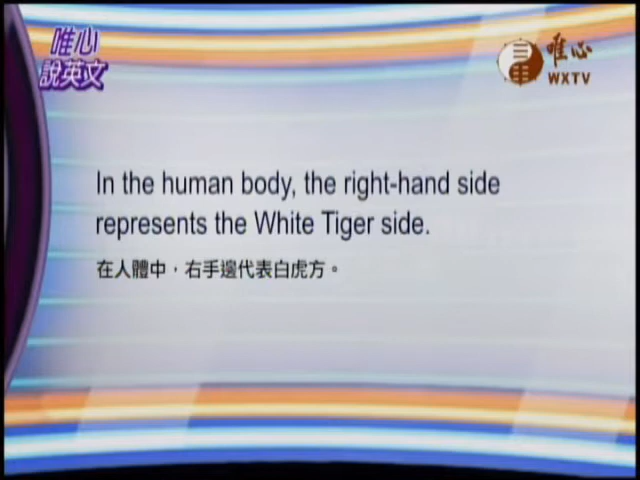 唯心
說英文
唯心
WXTV
In the human body, the right-hand side
represents the White Tiger side.
在人體中，右手邊代表白虎方。